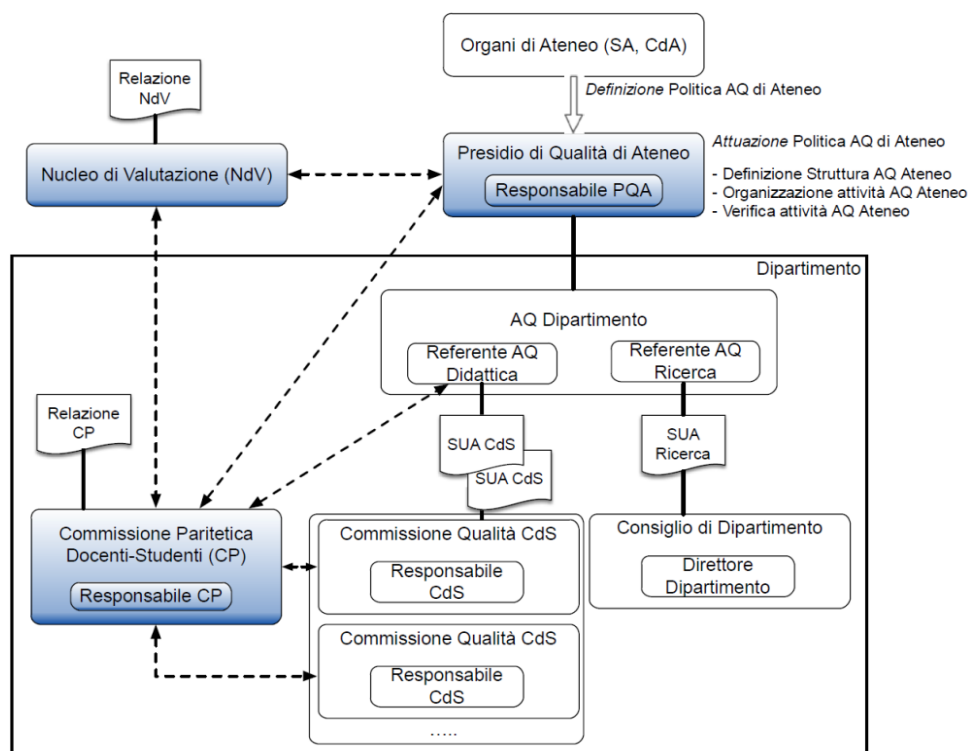 Organi di Ateneo (SA, CdA)
Definizione Politica AQ di Ateneo
Relazione
NdV
Nucleo di Valutazione (NdV)
Presidio di Qualità di Ateneo
Responsabile PQA
Attuazione Politica AQ di Ateneo
- Definizione Struttura AQ Ateneo
- Organizzazione attività AQ Ateneo
- Verifica attività AQ Ateneo
Dipartimento
AQ Dipartimento
Referente AQ
Didattica
Referente AQ
Ricerca
Relazione
CP
SUA CdS
SUA CdS
SUA
Ricerca
Commissione Paritetica
Docenti-Studenti (CP)
Responsabile CP
Commissione Qualità CdS
Responsabile
CdS
Commissione Qualità CdS
Responsabile
CdS
.....
Consiglio di Dipartimento
Direttore
Dipartimento